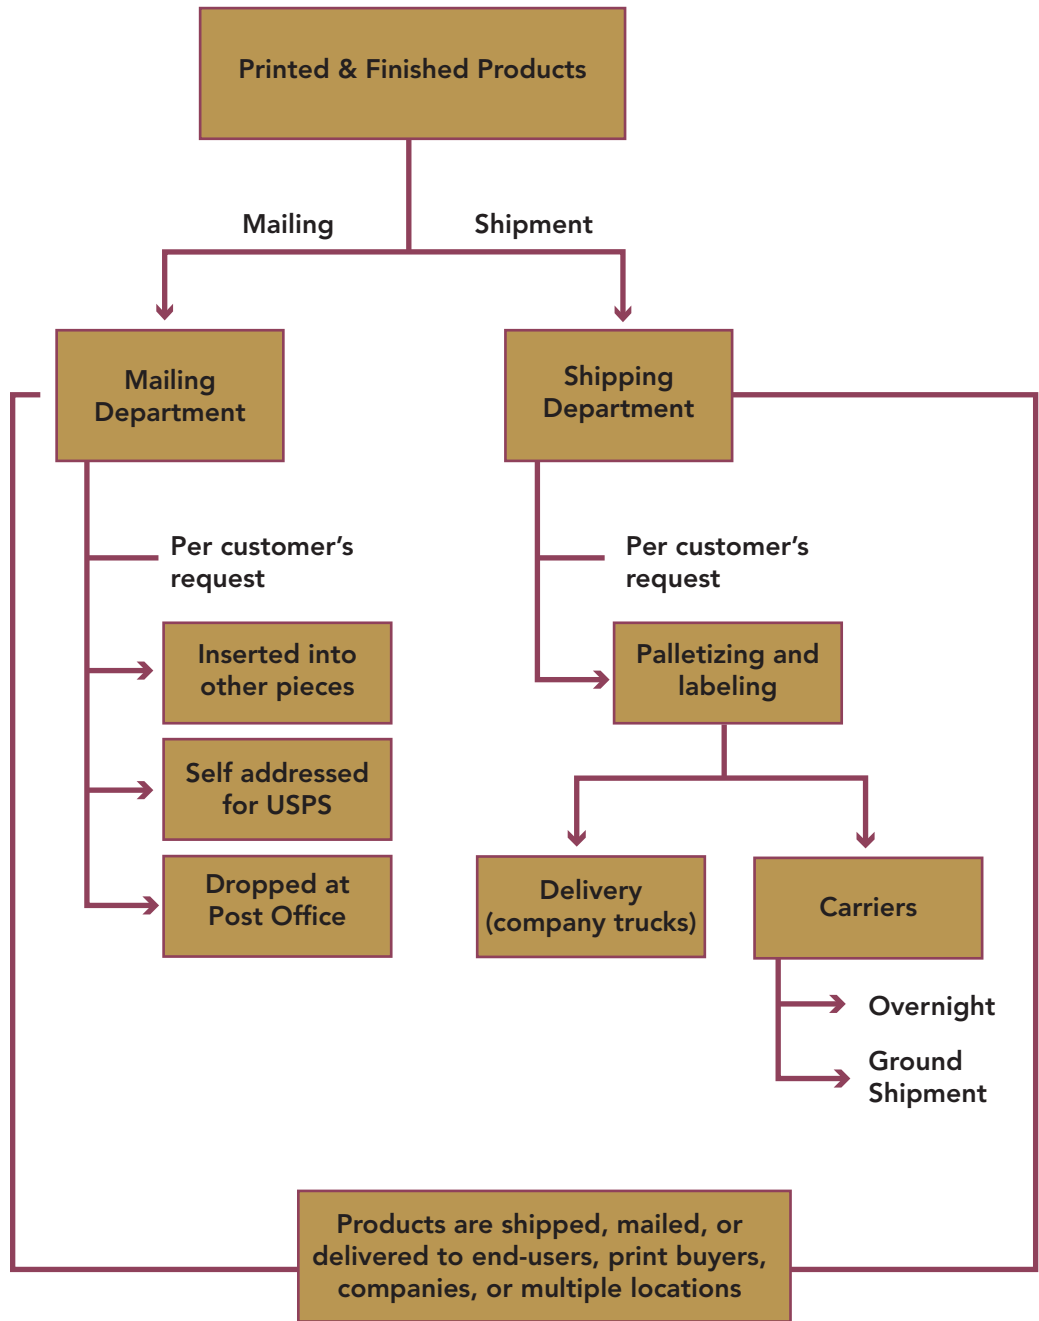 Printed & Finished Products
Mailing
Shipment
Mailing
Department
Shipping
Department
Per customer's
request
Inserted into
other pieces
Self addressed
for USPS
Dropped at
Post Office
Per customer's
request
Palletizing and
labeling
Delivery
(company trucks)
Carriers
Overnight
Ground
Shipment
Products are shipped, mailed, or
delivered to end-users, print buyers,
companies, or multiple locations